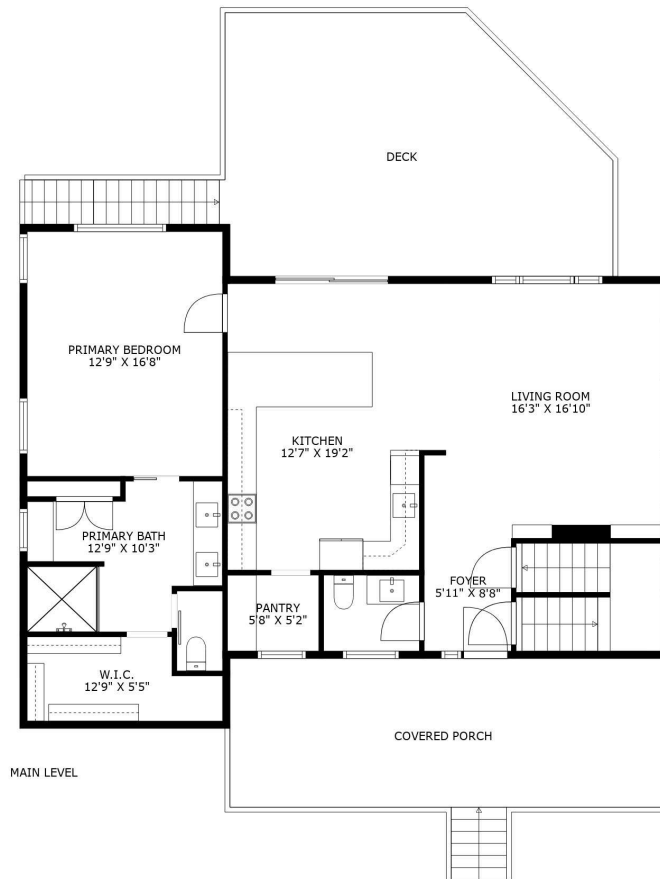 DECK
PRIMARY BEDROOM
12'9" X 16'8"
LIVING ROOM
16'3" X 16'10"
KITCHEN
12'7" X 19'2"
PRIMARY BATH
12'9" X 10'3"
FOYER
5'11" X 8'8"
PANTRY
5'8" X 5'2"
W.I.C.
12'9" X 5'5"
COVERED PORCH
MAIN LEVEL